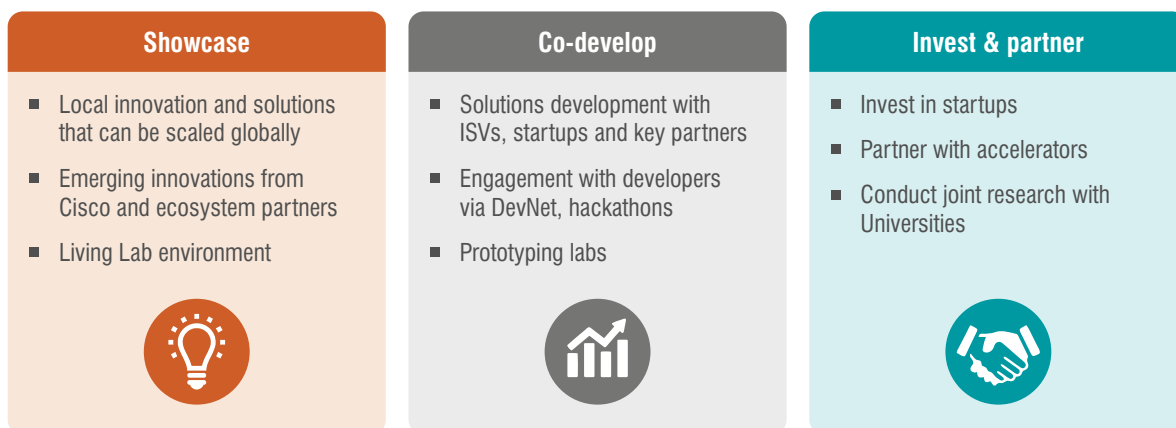 Showcase
Local innovation and solutions
that can be scaled globally
Emerging innovations from
Cisco and ecosystem partners
Living Lab environment
Co-develop
Solutions development with
ISVs, startups and key partners
Engagement with developers
via DevNet, hackathons
Prototyping labs
Invest & partner
Invest in startups
Partner with accelerators
Conduct joint research with
Universities